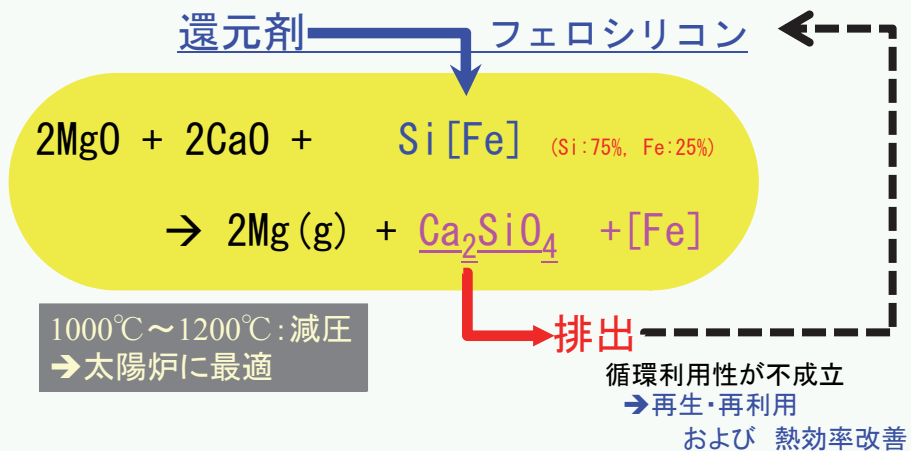 還元剤 フェロシリコン
2MgO + 2CaO + Si[Fe] (Si:75%, Fe:25%)
→ 2Mg(g) + Ca₂SiO₄ +[Fe]
1000℃～1200℃:減圧
➔太陽炉に最適
排出
循環利用性が不成立
➔再生・再利用
および 熱効率改善